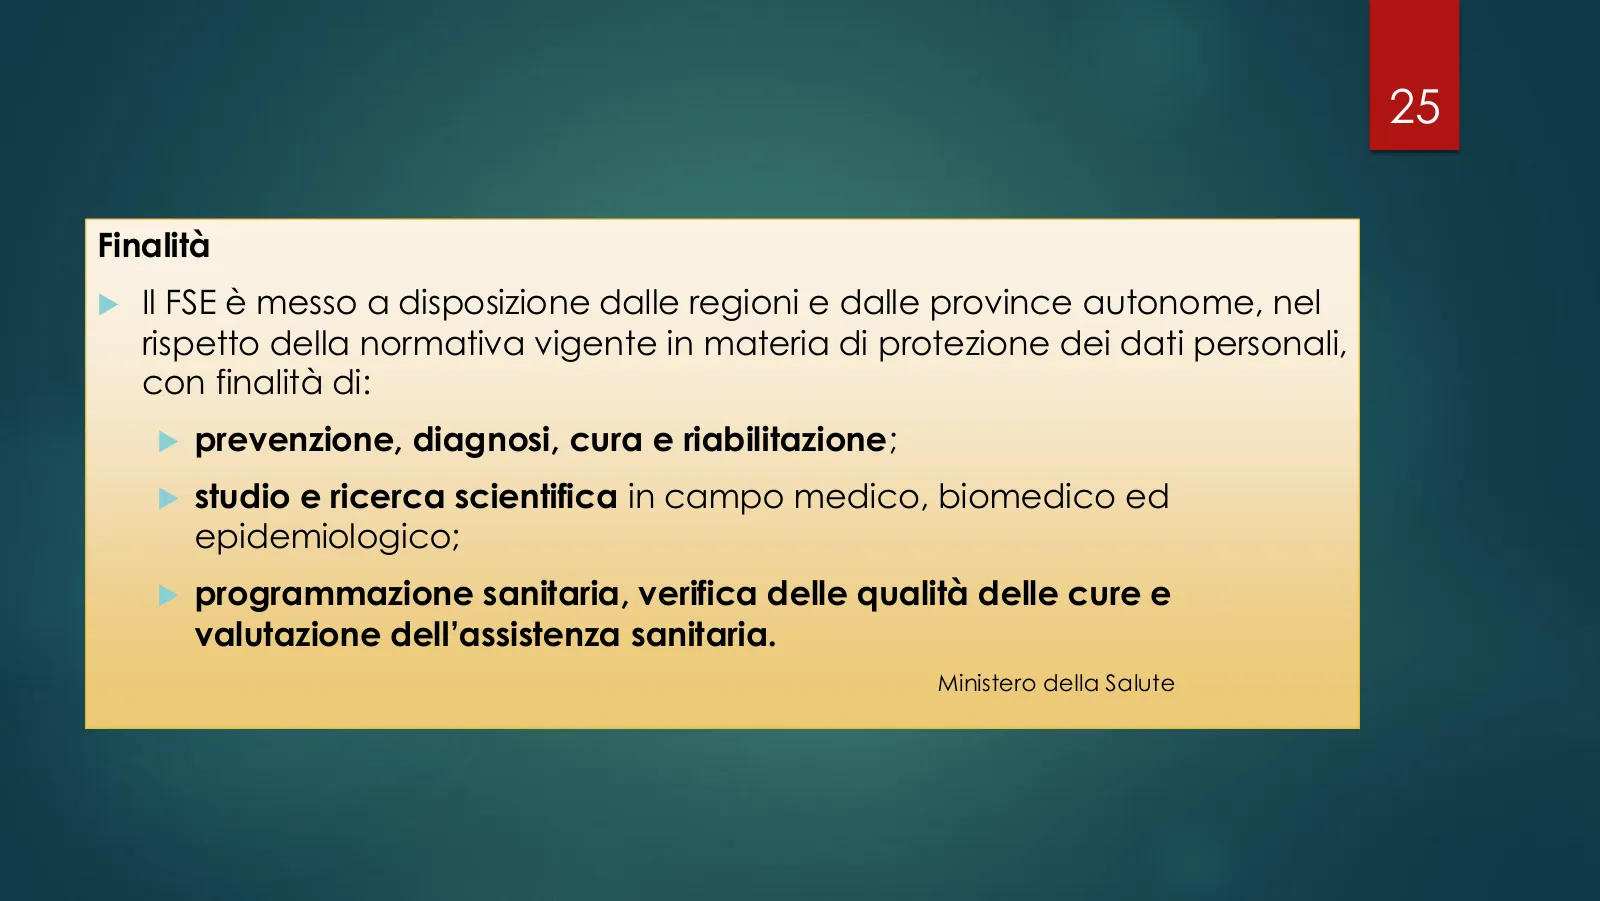 25
Finalità
Il FSE è messo a disposizione dalle regioni e dalle province autonome, nel
rispetto della normativa vigente in materia di protezione dei dati personali,
con finalità di:
prevenzione, diagnosi, cura e riabilitazione;
studio e ricerca scientifica in campo medico, biomedico ed
epidemiologico;
programmazione sanitaria, verifica delle qualità delle cure e
valutazione dell’assistenza sanitaria.
Ministero della Salute